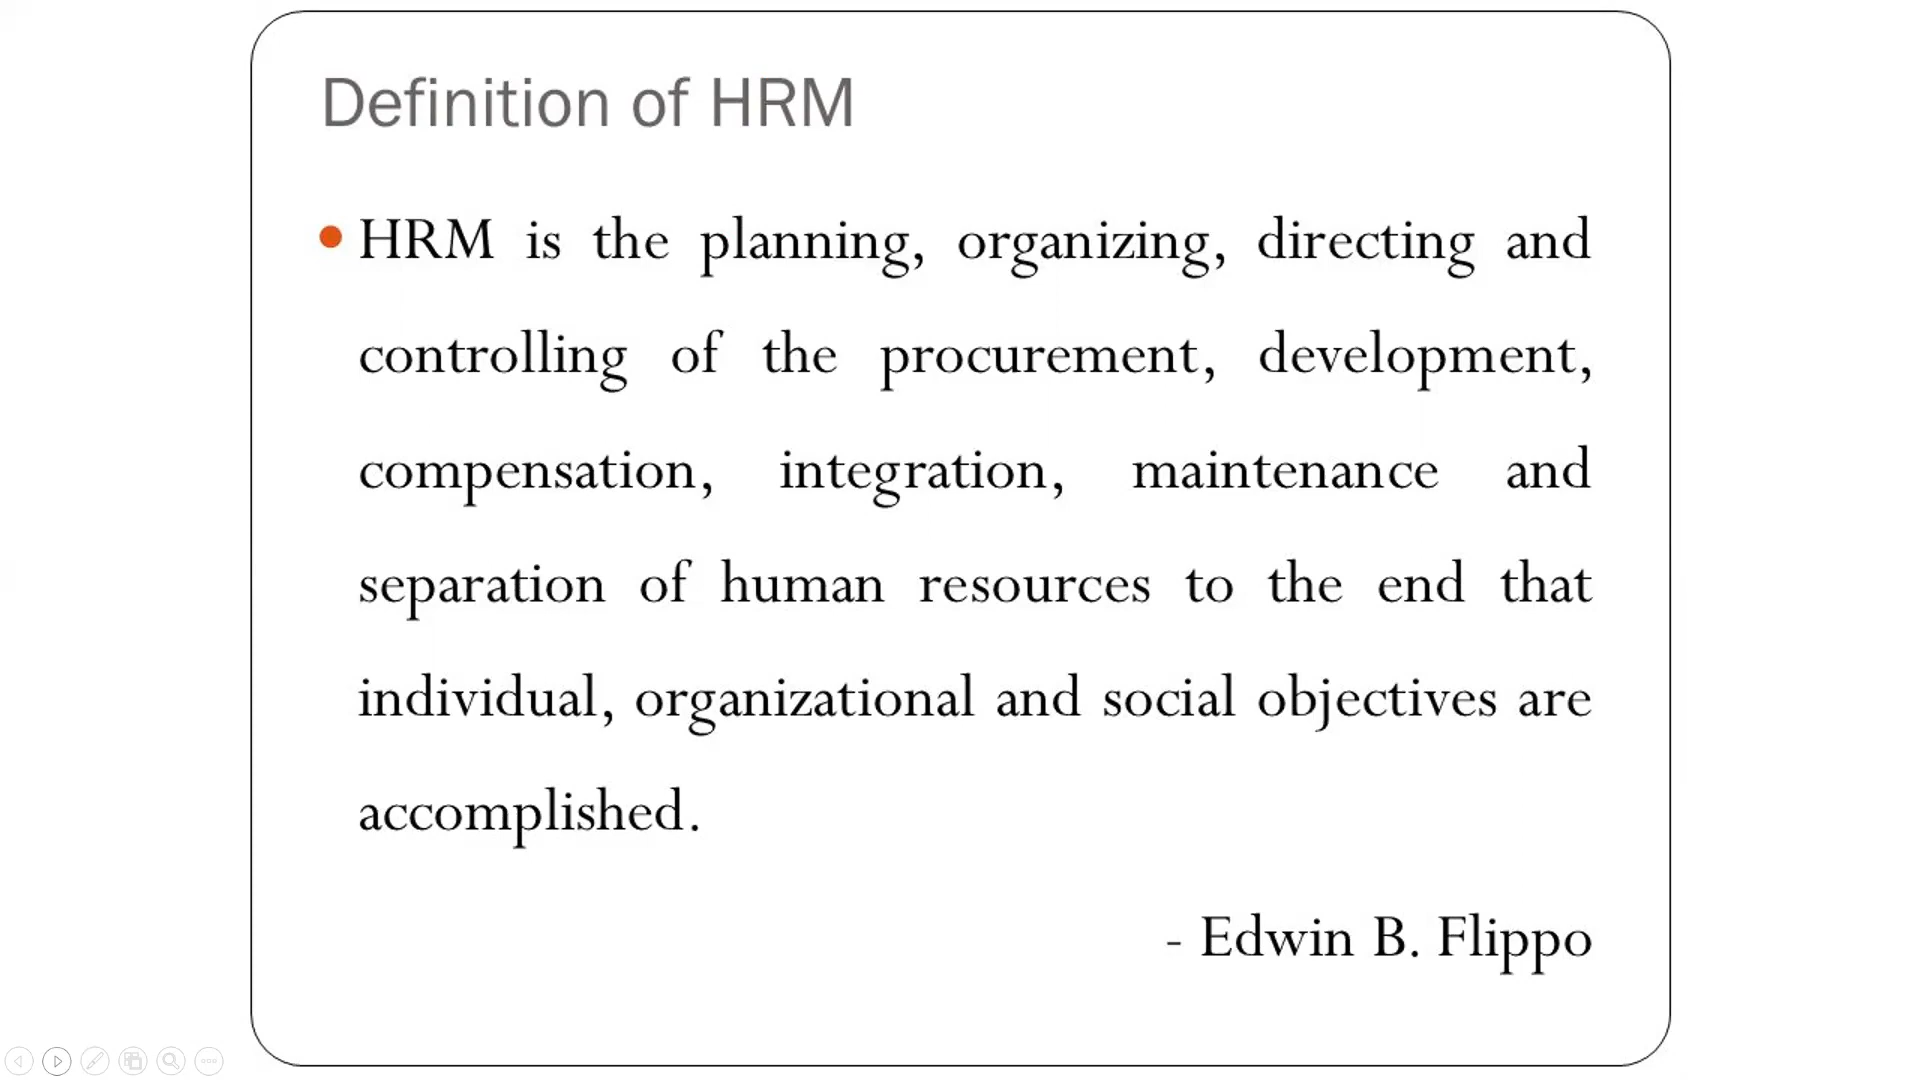 Definition of HRM
• HRM is the planning, organizing, directing and
controlling of the procurement, development,
compensation, integration, maintenance and
separation of human resources to the end that
individual, organizational and social objectives are
accomplished.
- Edwin B. Flippo